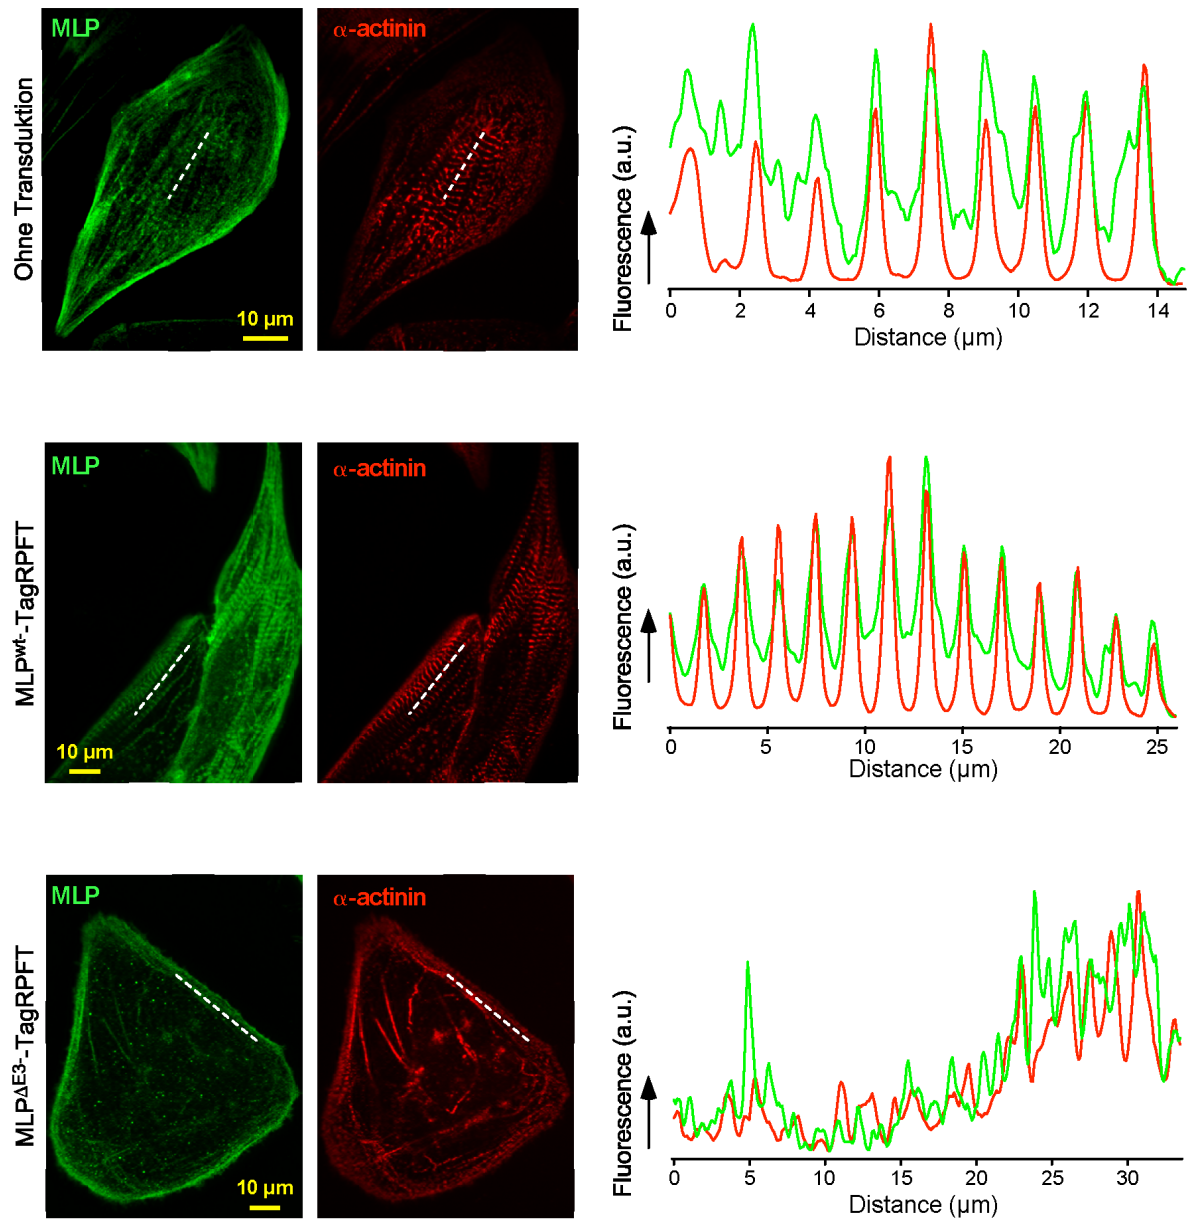 MLP
α-actinin
Ohne Transduktion
10 µm
Fluorescence (a.u.)
0 2 4 6 8 10 12 14
Distance (µm)
MLP
α-actinin
MLPwt-TagRPFT
10 µm
Fluorescence (a.u.)
0 5 10 15 20 25
Distance (µm)
MLP
α-actinin
MLPΔE3-TagRPFT
10 µm
Fluorescence (a.u.)
0 5 10 15 20 25 30
Distance (µm)